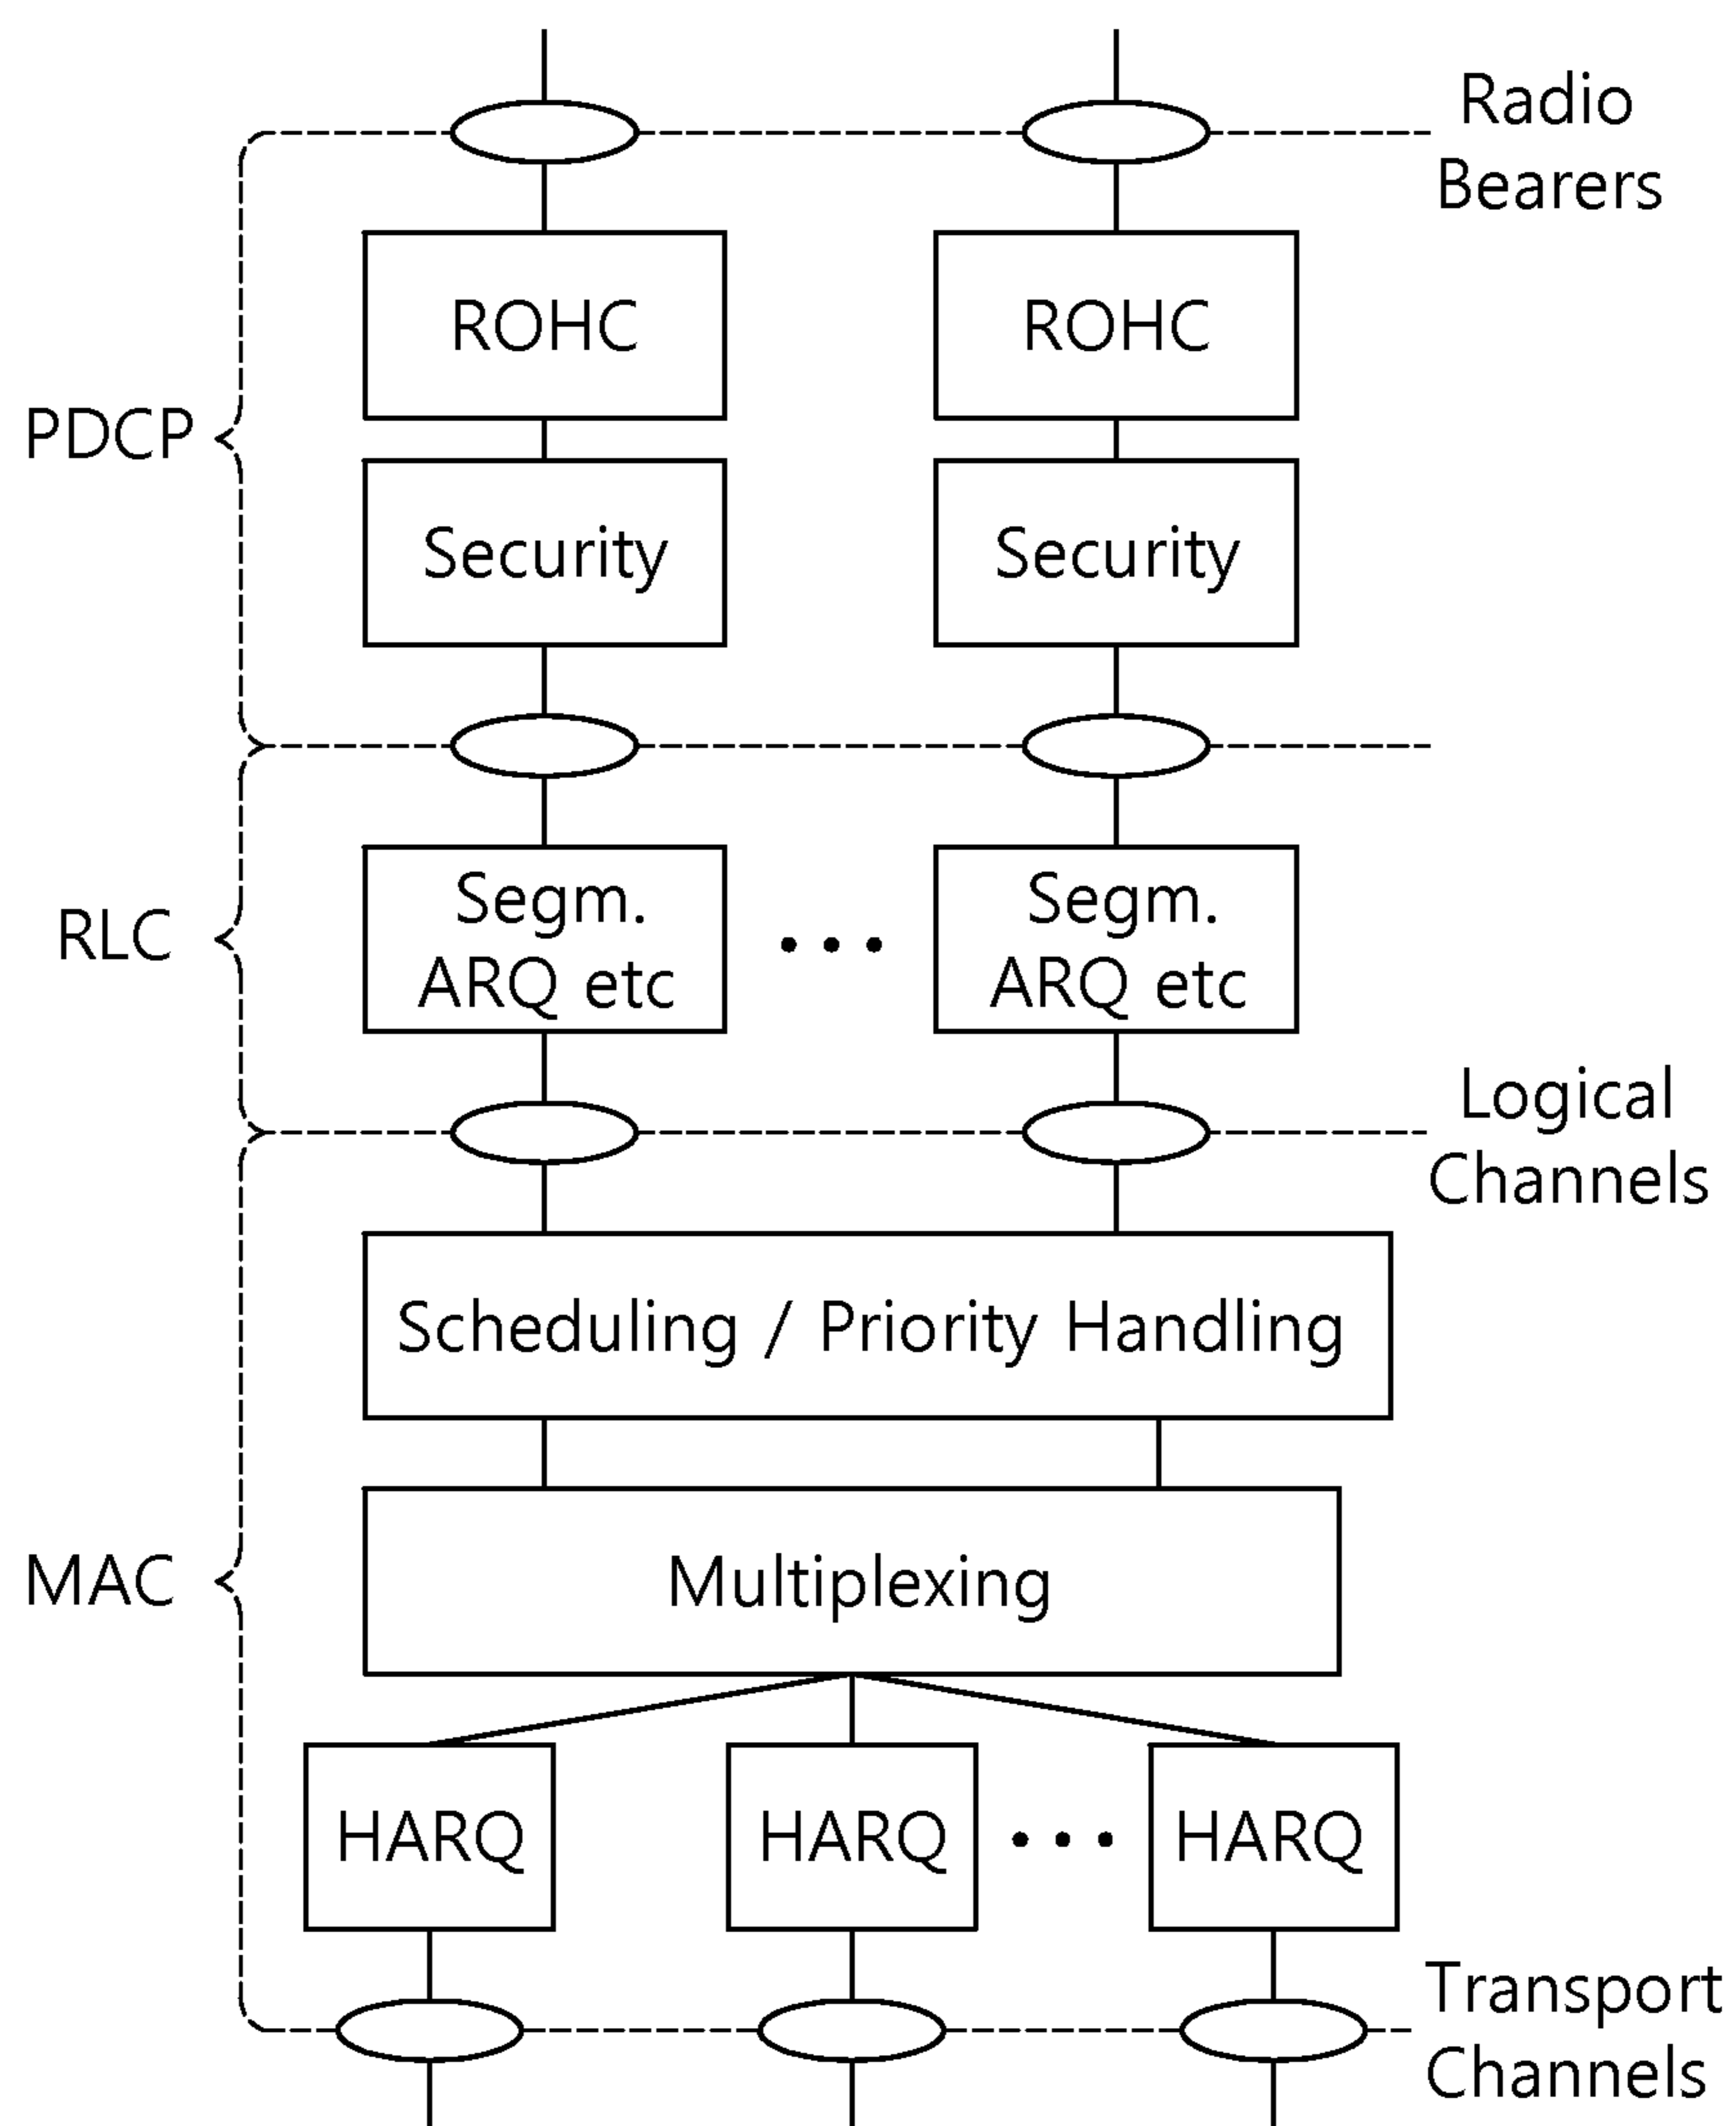 Radio
Bearers
ROHC
ROHC
PDCP
Security
Security
Segm.
ARQ etc
Segm.
ARQ etc
RLC
Logical
Channels
Scheduling / Priority Handling
MAC
Multiplexing
HARQ
HARQ
HARQ
Transport
Channels